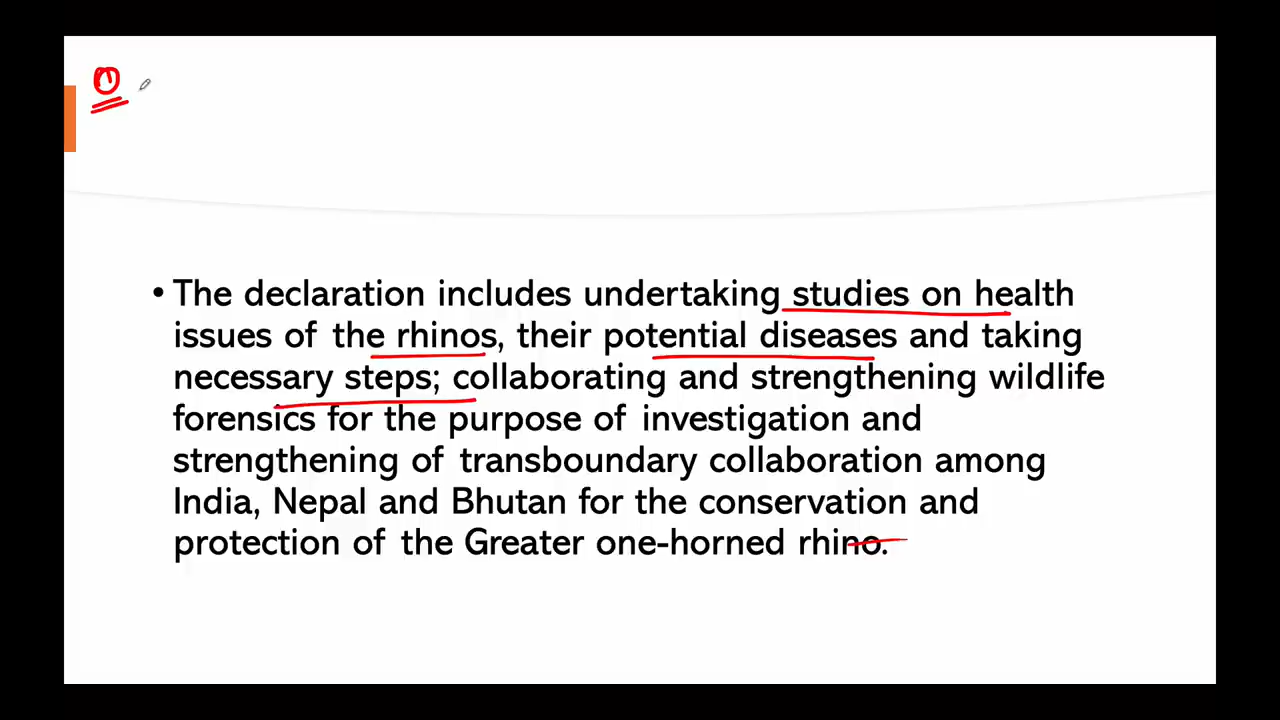 • The declaration includes undertaking studies on health
issues of the rhinos, their potential diseases and taking
necessary steps; collaborating and strengthening wildlife
forensics for the purpose of investigation and
strengthening of transboundary collaboration among
India, Nepal and Bhutan for the conservation and
protection of the Greater one-horned rhino.